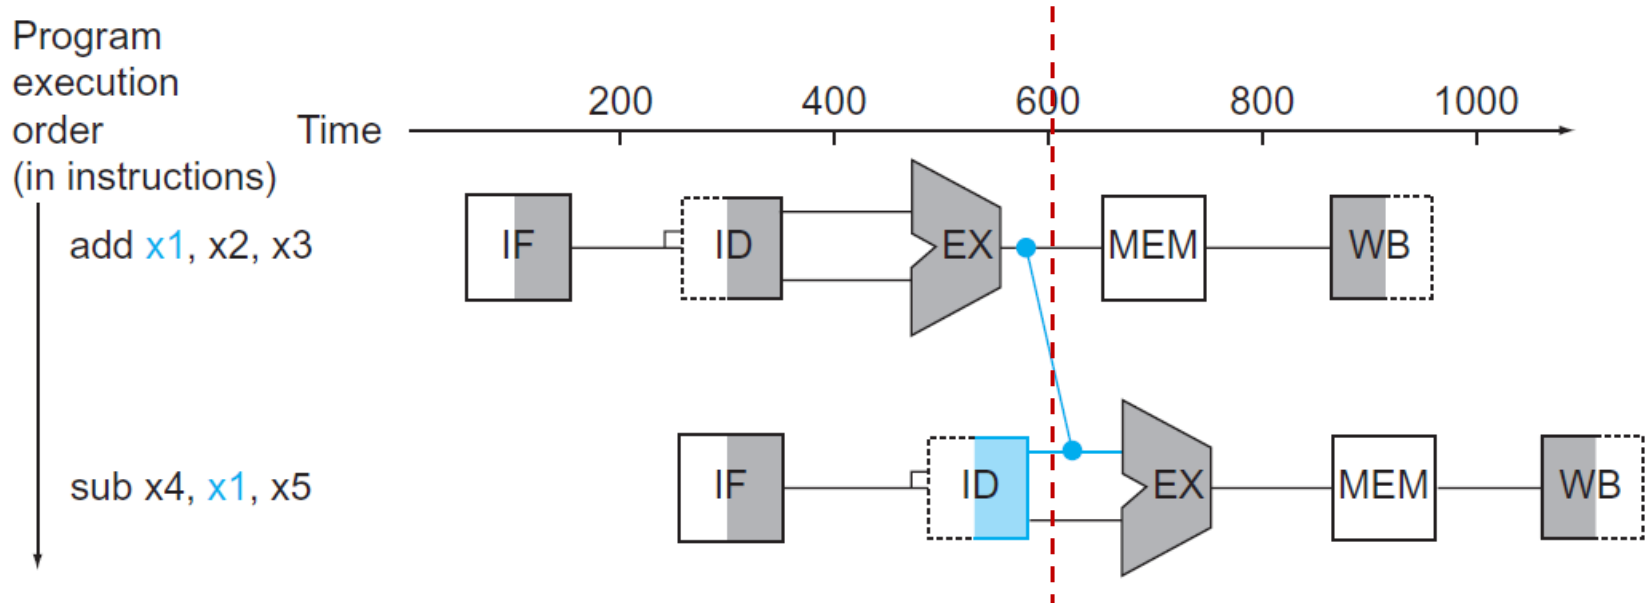 Program
execution
order
(in instructions)
Time
200 400 600 800 1000
add x1, x2, x3
IF ID EX MEM WB
sub x4, x1, x5
IF ID EX MEM WB